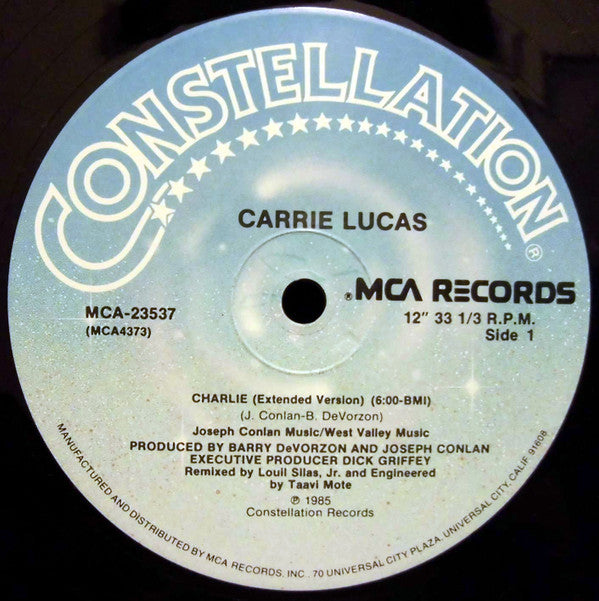 CONSTELLATION®
CARRIE LUCAS
MCA-23537
(MCA4373)
®MCA RECORDS
12" 33 1/3 R.P.M.
Side 1
CHARLIE (Extended Version) (6:00-BMI)
(J. Conlan-B. DeVorzon)
Joseph Conlan Music/West Valley Music
PRODUCED BY BARRY DeVORZON AND JOSEPH CONLAN
EXECUTIVE PRODUCER DICK GRIFFEY
Remixed by Louil Silas, Jr. and Engineered
by Taavi Mote
℗ 1985
Constellation Records
MANUFACTURED AND DISTRIBUTED BY MCA RECORDS, INC. 70 UNIVERSAL CITY PLAZA, UNIVERSAL CITY, CALIF. 91608